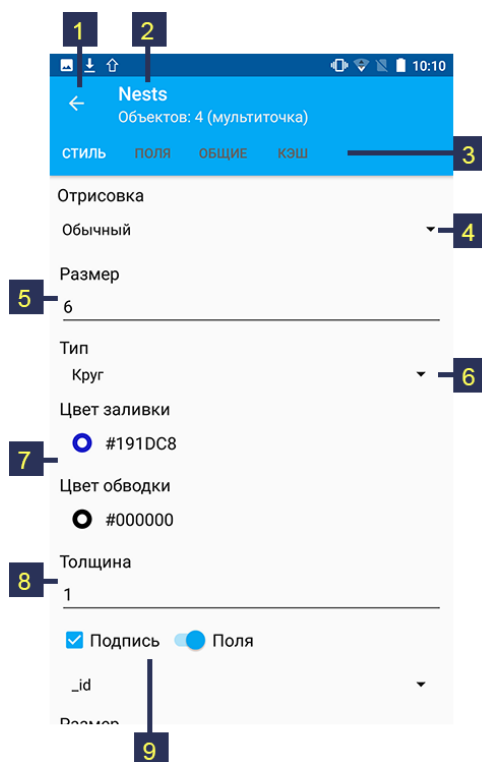 1 2
10:10
Nests
Объектов: 4 (мультиточка)
СТИЛЬ ПОЛЯ ОБЩИЕ КЭШ 3
Отрисовка
Обычный 4
Размер
5
6
Тип
Круг 6
Цвет заливки
#191DC8
7
Цвет обводки
#000000
Толщина
8
1
Подпись Поля
_id
Размер
9